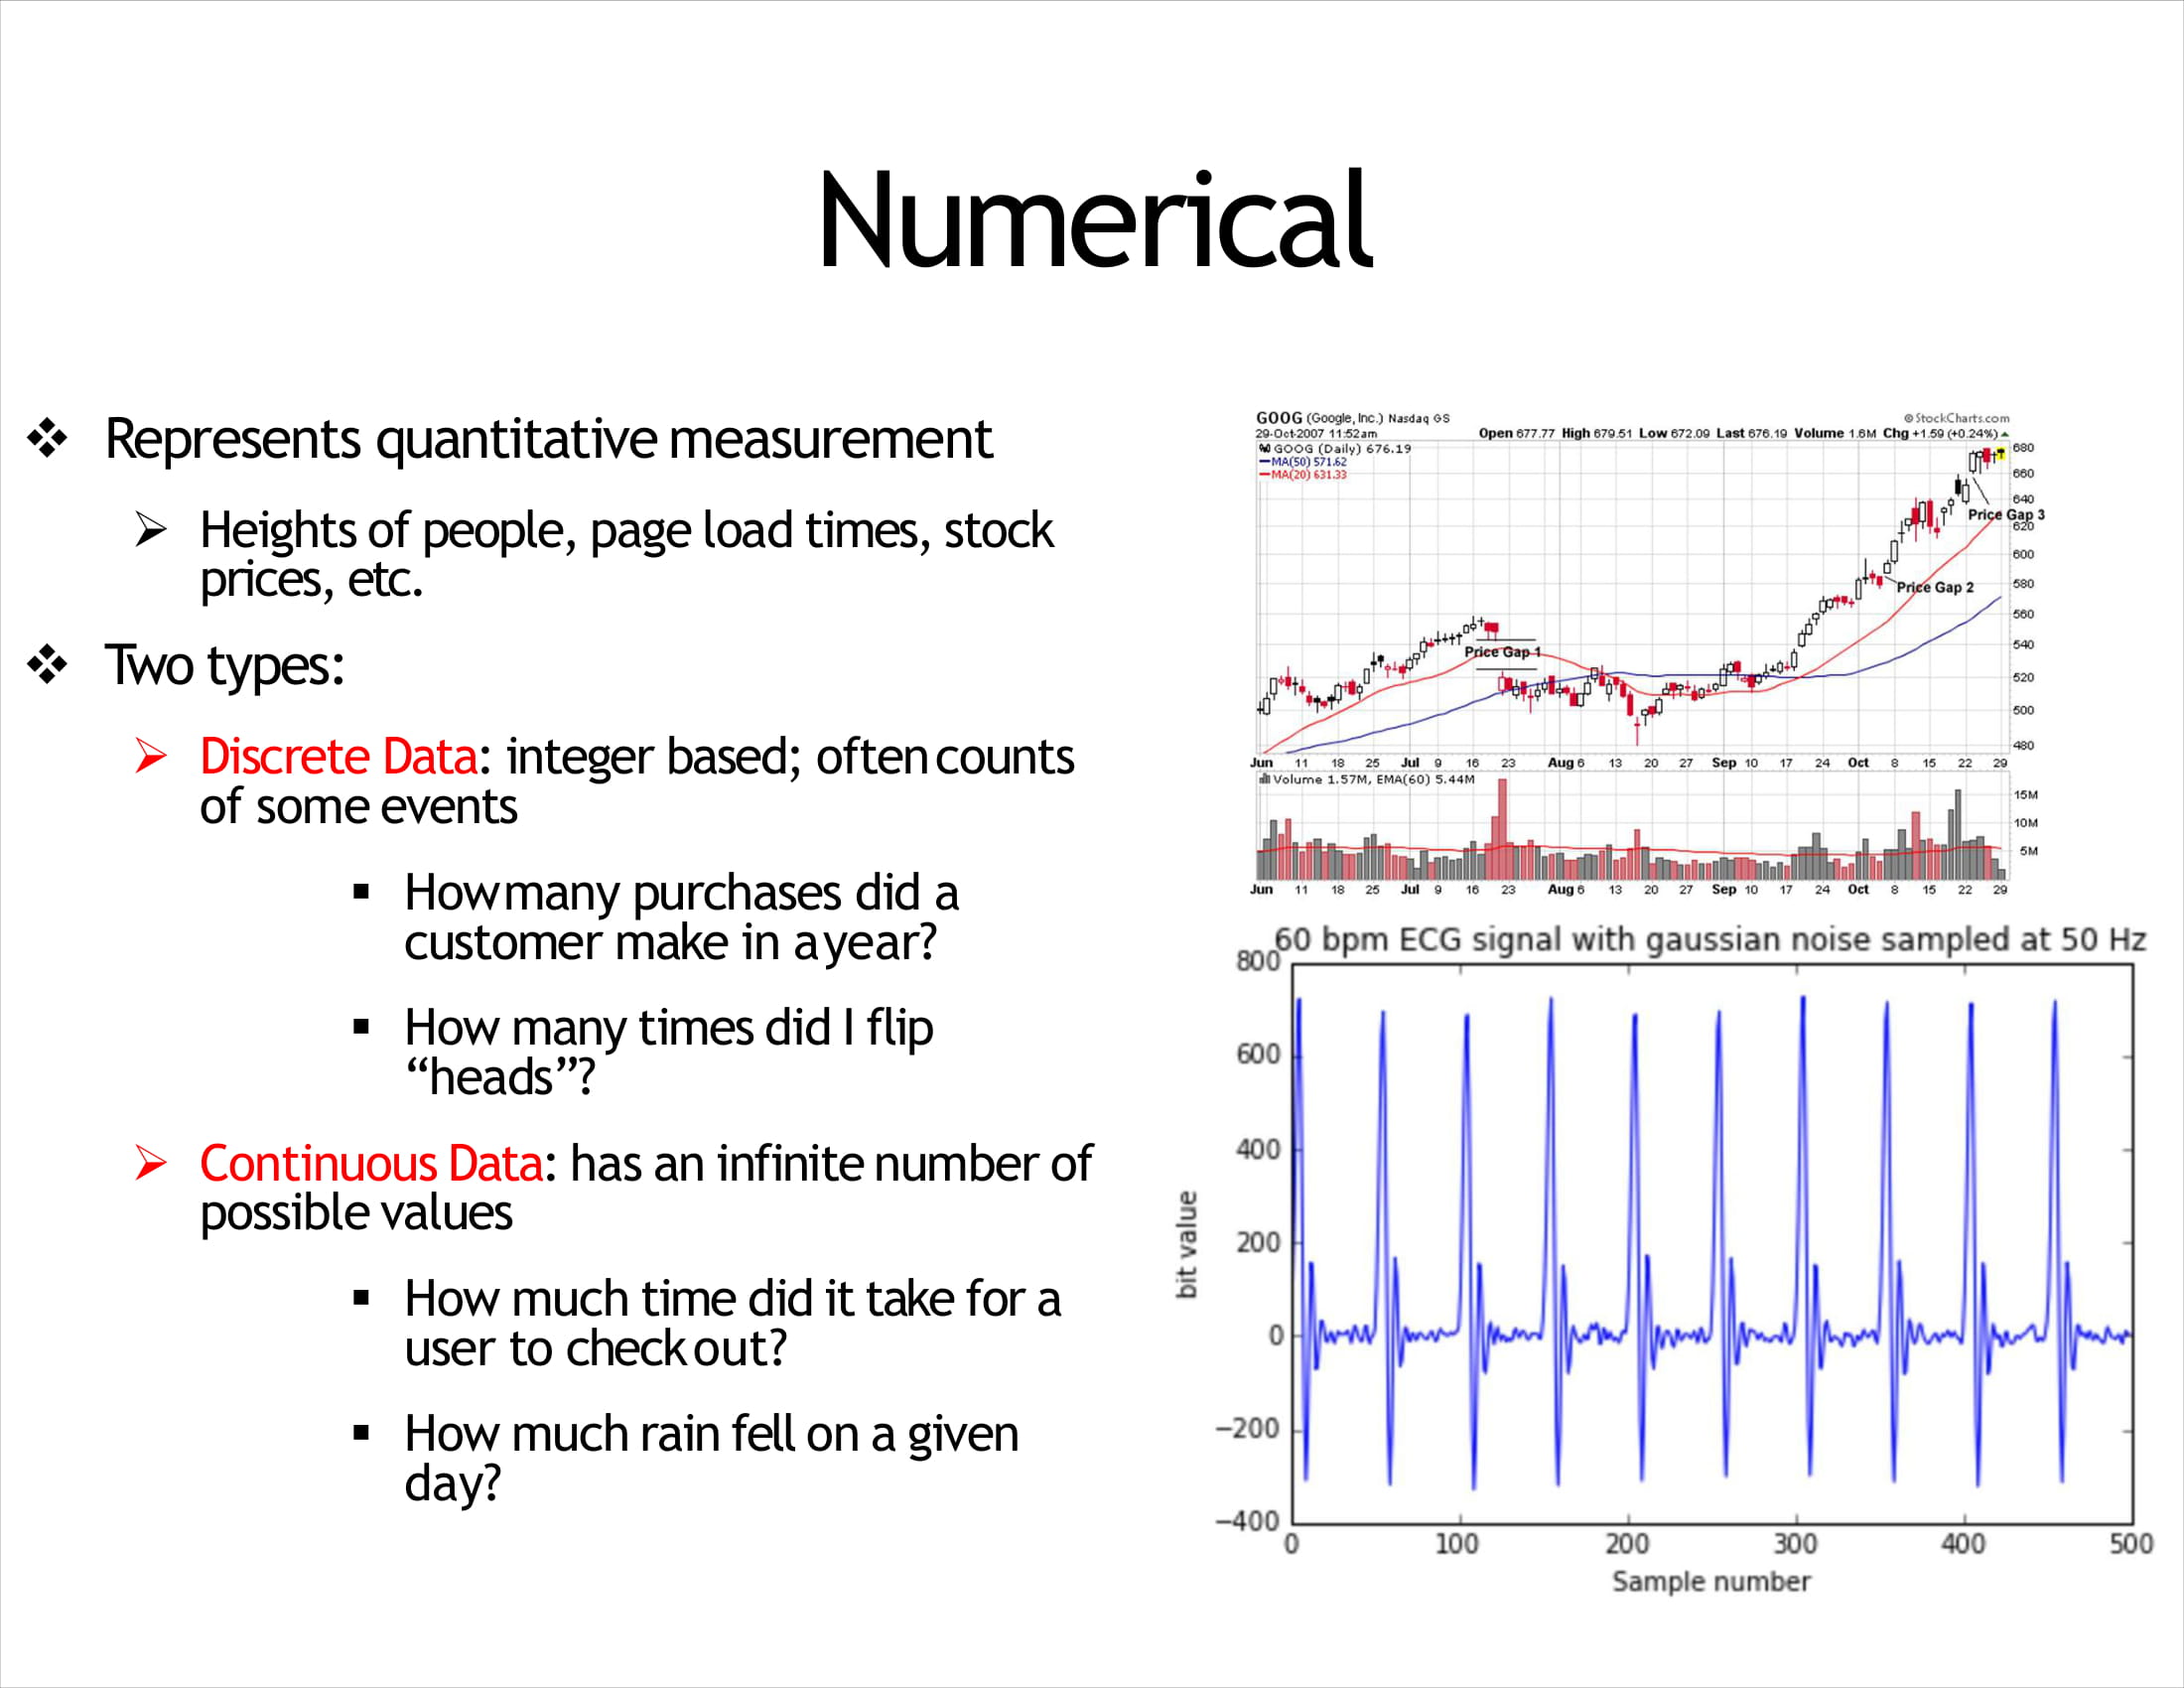 Numerical
❖ Represents quantitative measurement
➢ Heights of people, page load times, stock
prices, etc.
❖ Two types:
➢ Discrete Data: integer based; often counts
of some events
▪ How many purchases did a
customer make in a year?
▪ How many times did I flip
“heads”?
➢ Continuous Data: has an infinite number of
possible values
▪ How much time did it take for a
user to check out?
▪ How much rain fell on a given
day?
GOOG (Google, Inc.) Nasdaq GS
© StockCharts.com
29-Oct-2007 11:52am
Open 677.77 High 679.51 Low 672.09 Last 676.19 Volume 1.6M Chg +1.59 (+0.24%)
GOOG (Daily) 676.19
MA(50) 571.62
MA(20) 631.33
680
660
640
Price Gap 3
620
600
580
Price Gap 2
560
540
Price Gap 1
520
500
480
Jun 11 18 25 Jul 9 16 23 Aug 6 13 20 27 Sep 10 17 24 Oct 8 15 22 29
Volume 1.57M, EMA(60) 5.44M
15M
10M
5M
Jun 11 18 25 Jul 9 16 23 Aug 6 13 20 27 Sep 10 17 24 Oct 8 15 22 29
60 bpm ECG signal with gaussian noise sampled at 50 Hz
800
600
400
200
0
−200
−400
bit value
0 100 200 300 400 500
Sample number